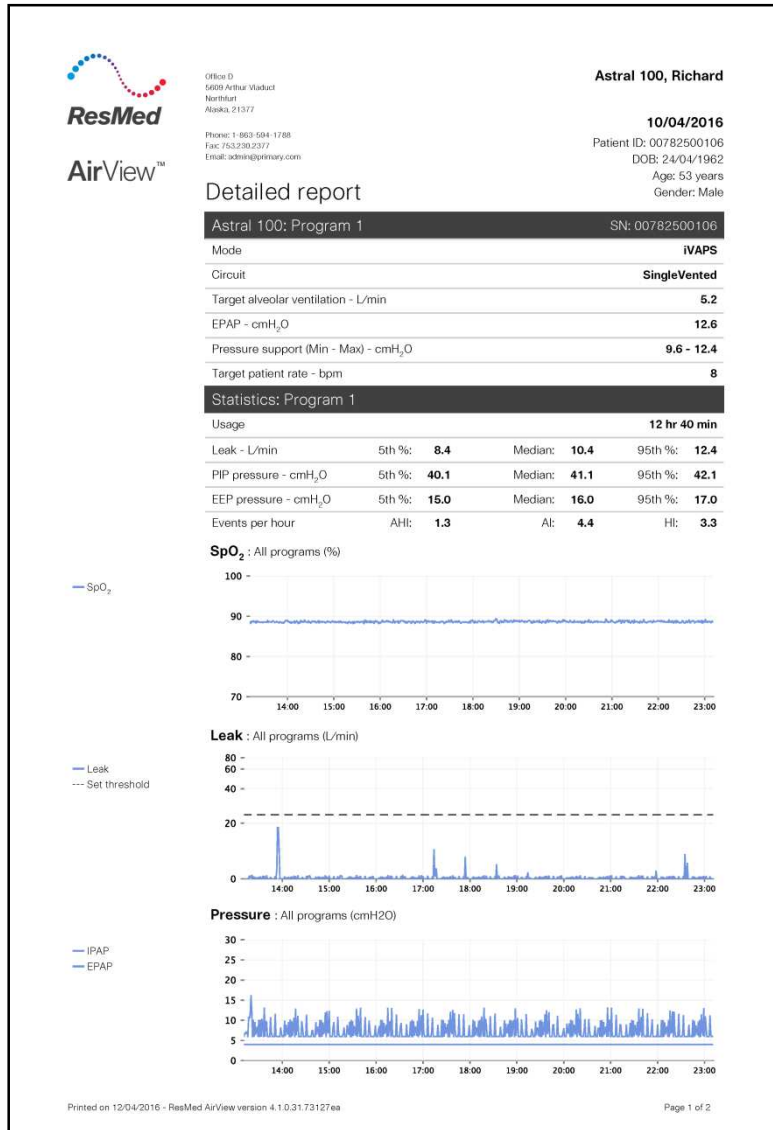 ResMed
AirView™
Office D
5609 Arthur Viaduct
Northfurt
Alaska, 21377
Phone: 1-863-594-1788
Fax: 753.230.2377
Email: admin@primary.com
Astral 100, Richard
10/04/2016
Patient ID: 00782500106
DOB: 24/04/1962
Age: 53 years
Gender: Male
Detailed report
Astral 100: Program 1 SN: 00782500106
Mode iVAPS
Circuit SingleVented
Target alveolar ventilation - L/min 5.2
EPAP - cmH₂O 12.6
Pressure support (Min - Max) - cmH₂O 9.6 - 12.4
Target patient rate - bpm 8
Statistics: Program 1
Usage 12 hr 40 min
Leak - L/min 5th %: 8.4 Median: 10.4 95th %: 12.4
PIP pressure - cmH₂O 5th %: 40.1 Median: 41.1 95th %: 42.1
EEP pressure - cmH₂O 5th %: 15.0 Median: 16.0 95th %: 17.0
Events per hour AHI: 1.3 AI: 4.4 HI: 3.3
SpO₂ : All programs (%)
SpO₂
100
90
80
70
14:00 15:00 16:00 17:00 18:00 19:00 20:00 21:00 22:00 23:00
Leak : All programs (L/min)
Leak
Set threshold
80
60
40
20
0
14:00 15:00 16:00 17:00 18:00 19:00 20:00 21:00 22:00 23:00
Pressure : All programs (cmH2O)
IPAP
EPAP
30
25
20
15
10
5
0
14:00 15:00 16:00 17:00 18:00 19:00 20:00 21:00 22:00 23:00
Printed on 12/04/2016 - ResMed AirView version 4.1.0.31.73127ea Page 1 of 2